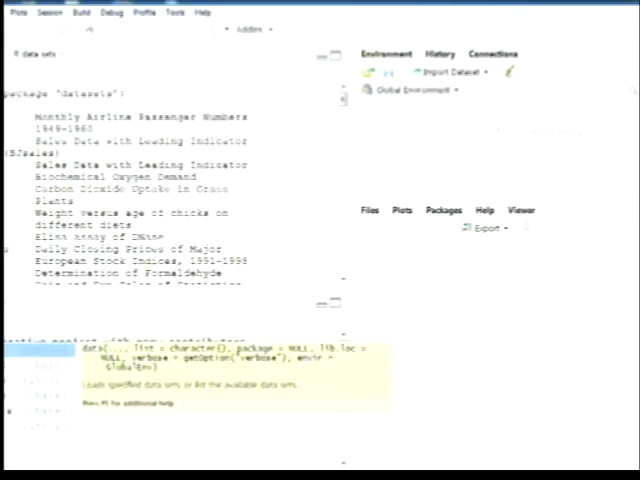 Plots Session Build Debug Profile Tools Help
Addins
R data sets
Environment History Connections
Import Dataset
Global Environment
package 'datasets':
Monthly Airline Passenger Numbers
1949-1960
Sales Data with Leading Indicator
(BJsales)
Sales Data with Leading Indicator
Biochemical Oxygen Demand
Carbon Dioxide Uptake in Grass
Plants
Weight versus age of chicks on
different diets
Elisa assay of DNase
Daily Closing Prices of Major
European Stock Indices, 1991-1998
Determination of Formaldehyde
Files Plots Packages Help Viewer
Export
project with many contributors
data(..., list = character(), package = NULL, lib.loc =
NULL, verbose = getOption("verbose"), envir =
GlobalEnv)
Loads specified data sets, or list the available data sets.
Press F1 for additional help